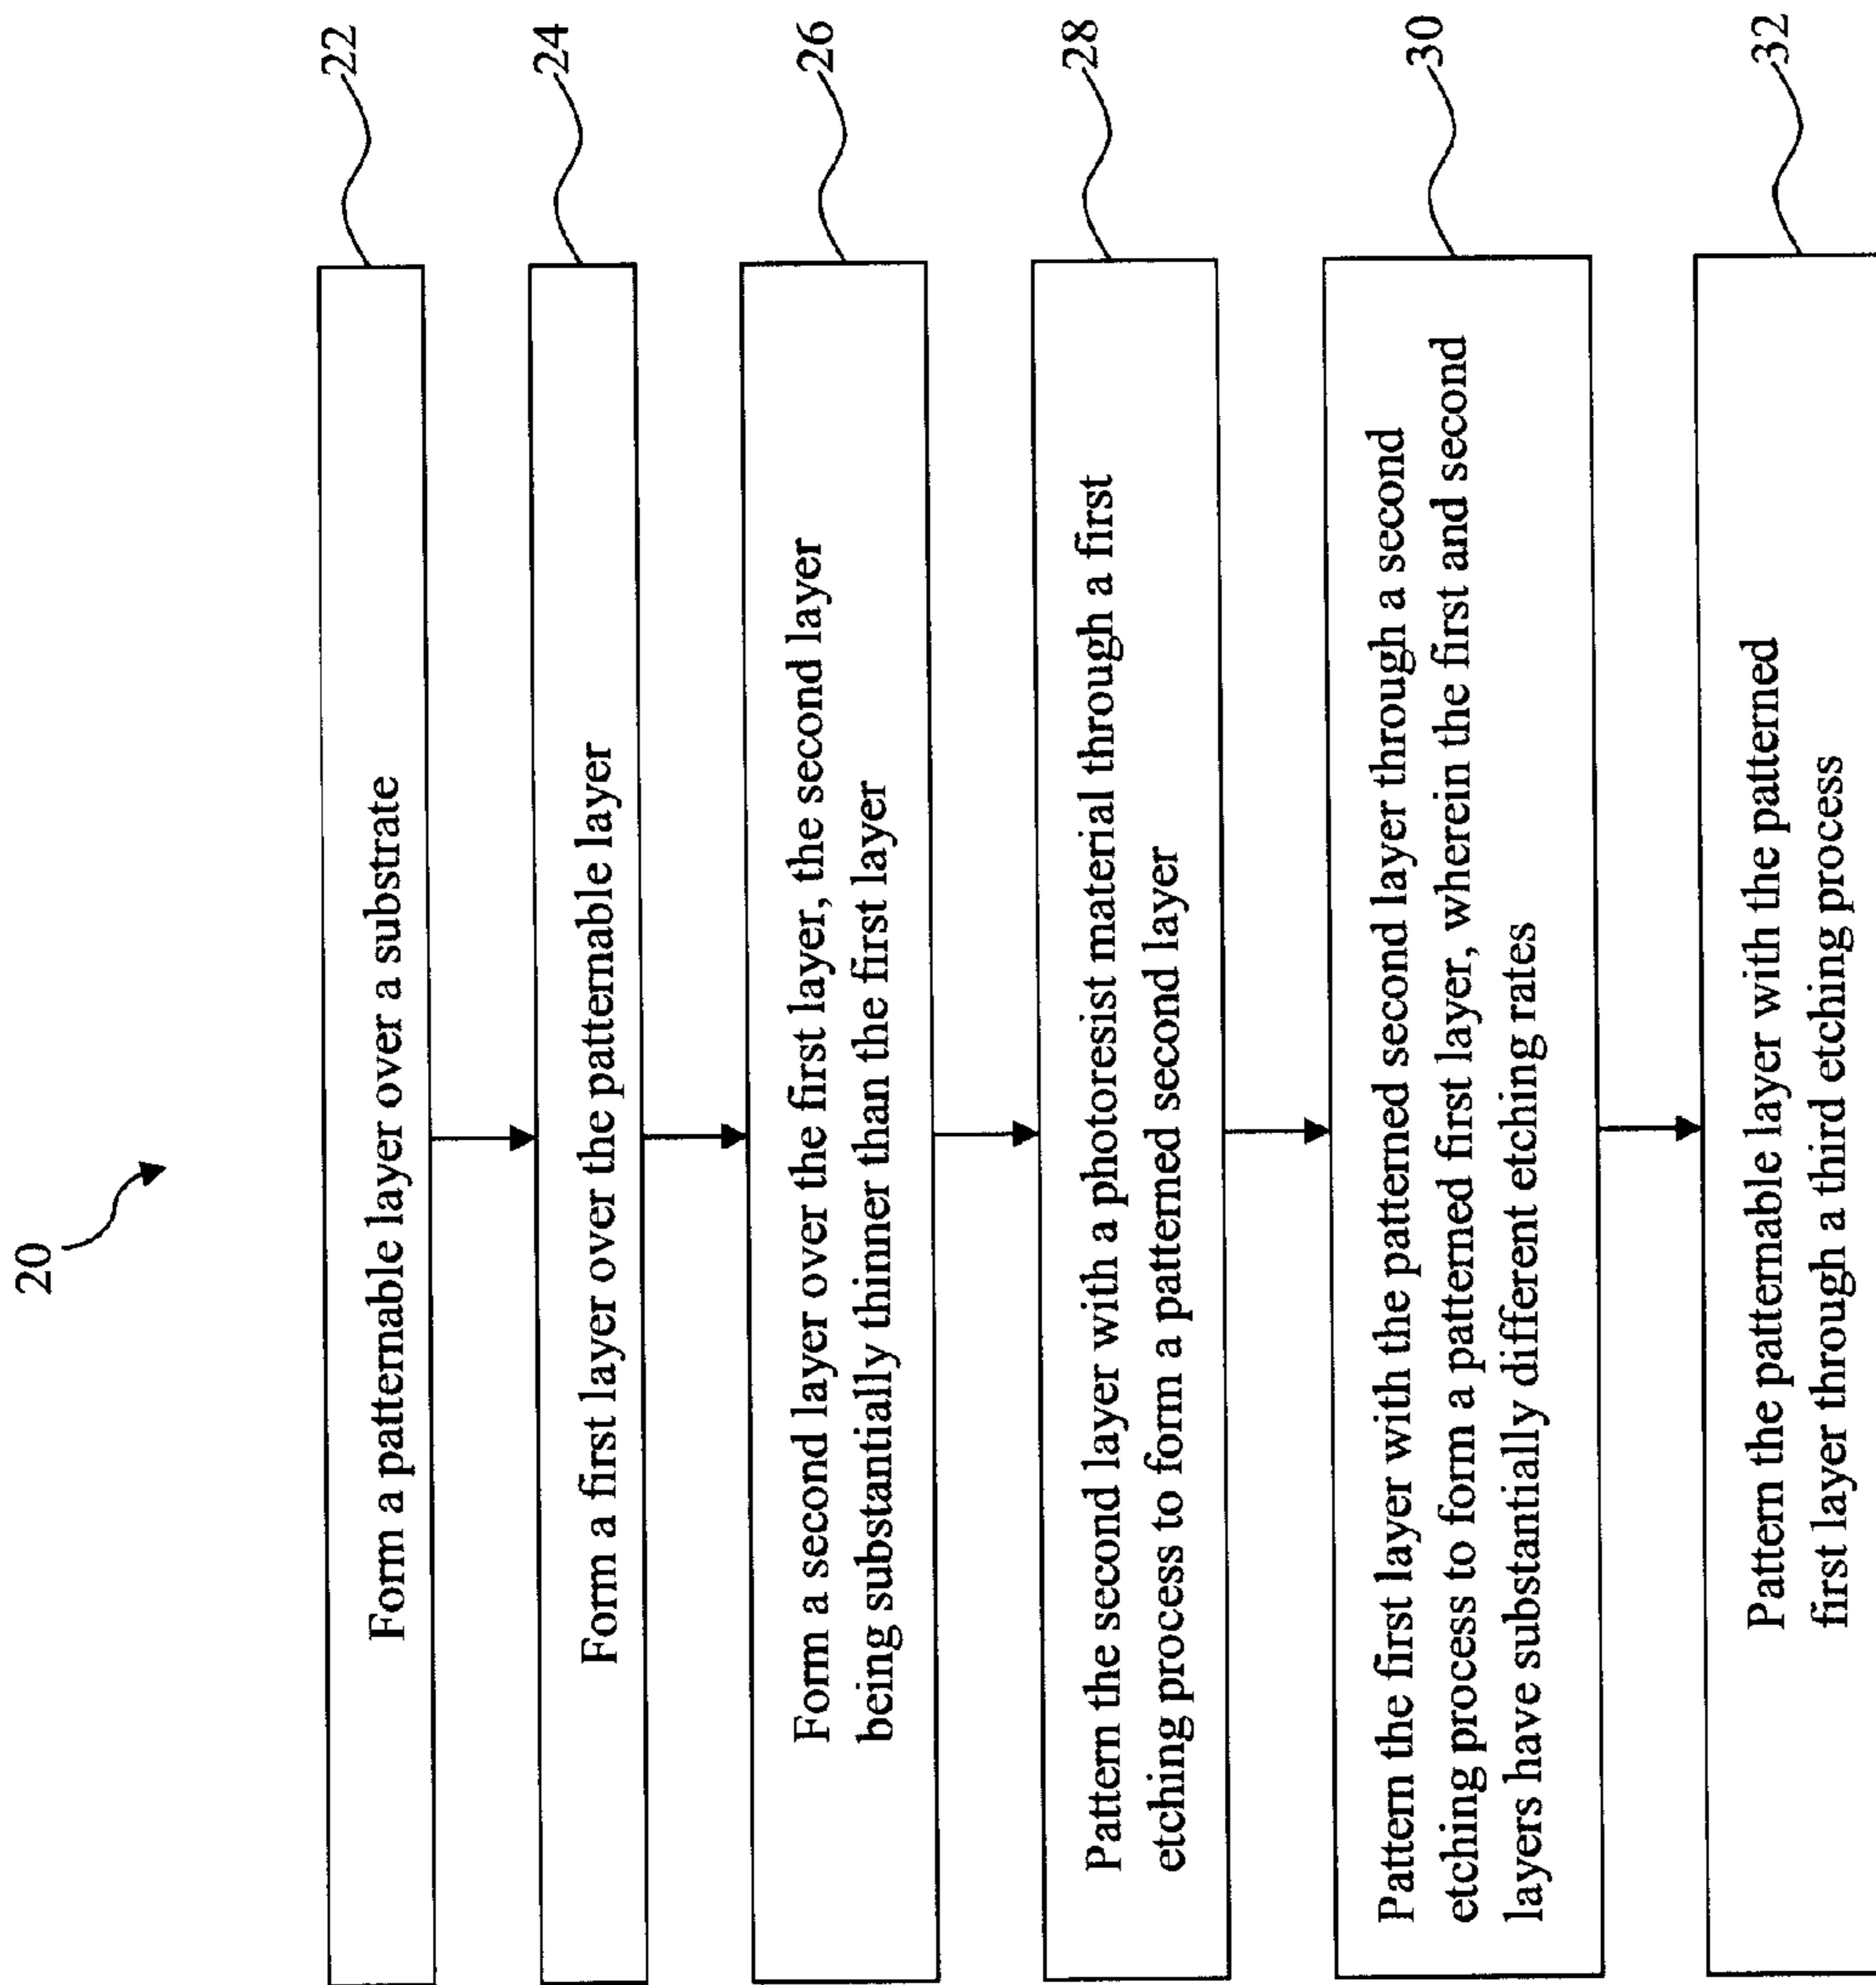 20
Form a patternable layer over a substrate
22
Form a first layer over the patternable layer
24
Form a second layer over the first layer, the second layer
being substantially thinner than the first layer
26
Pattern the second layer with a photoresist material through a first
etching process to form a patterned second layer
28
Pattern the first layer with the patterned second layer through a second
etching process to form a patterned first layer, wherein the first and second
layers have substantially different etching rates
30
Pattern the patternable layer with the patterned
first layer through a third etching process
32